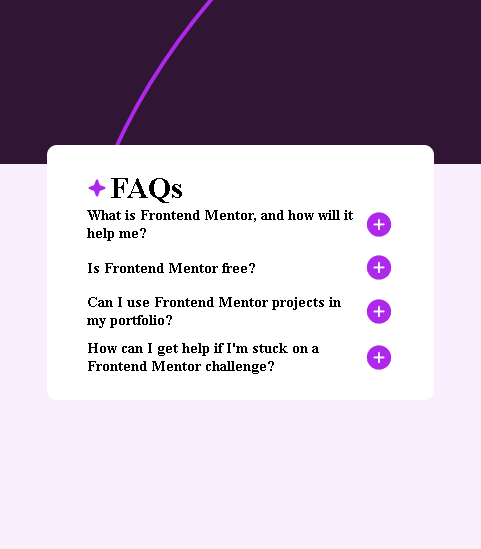 FAQs
What is Frontend Mentor, and how will it
help me?
Is Frontend Mentor free?
Can I use Frontend Mentor projects in
my portfolio?
How can I get help if I'm stuck on a
Frontend Mentor challenge?